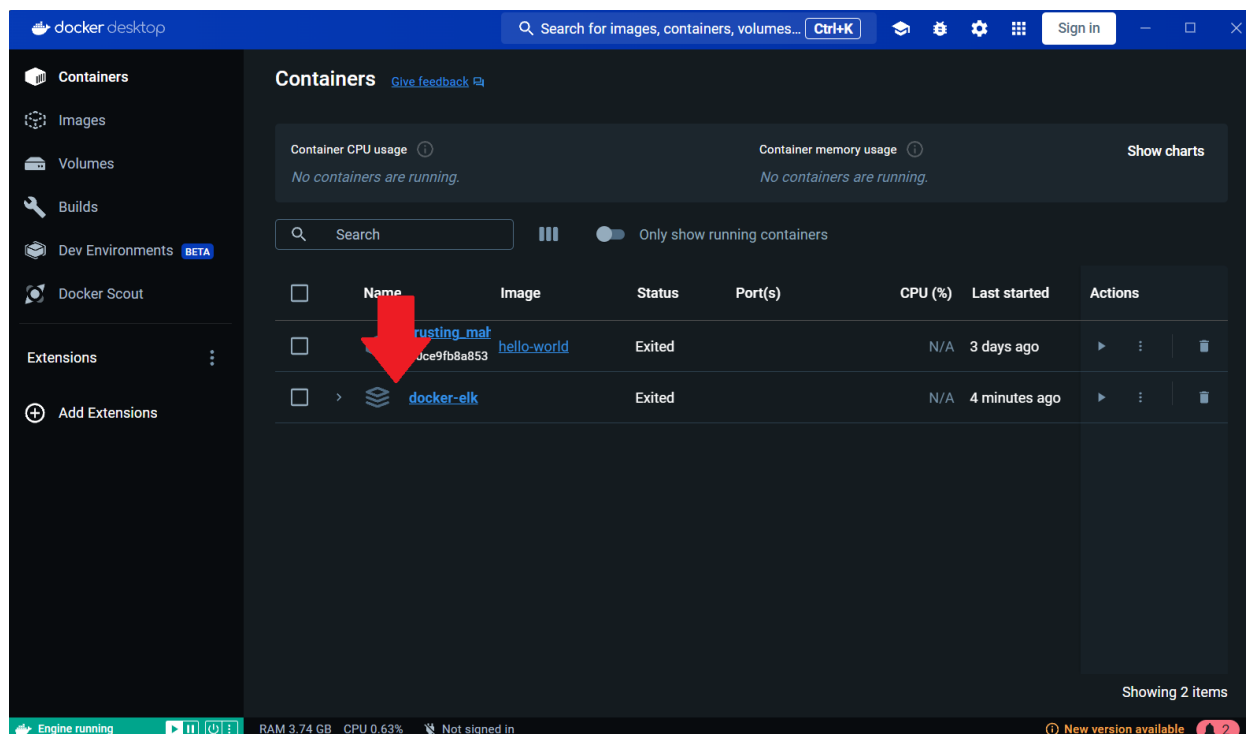 docker desktop
Search for images, containers, volumes... Ctrl+K
Sign in
Containers
Images
Volumes
Builds
Dev Environments BETA
Docker Scout
Extensions
Add Extensions
Containers Give feedback
Container CPU usage
No containers are running.
Container memory usage
No containers are running.
Show charts
Search
Only show running containers
Name Image Status Port(s) CPU (%) Last started Actions
hello-world Exited N/A 3 days ago
docker-elk Exited N/A 4 minutes ago
Showing 2 items
Engine running RAM 3.74 GB CPU 0.63% Not signed in New version available 2